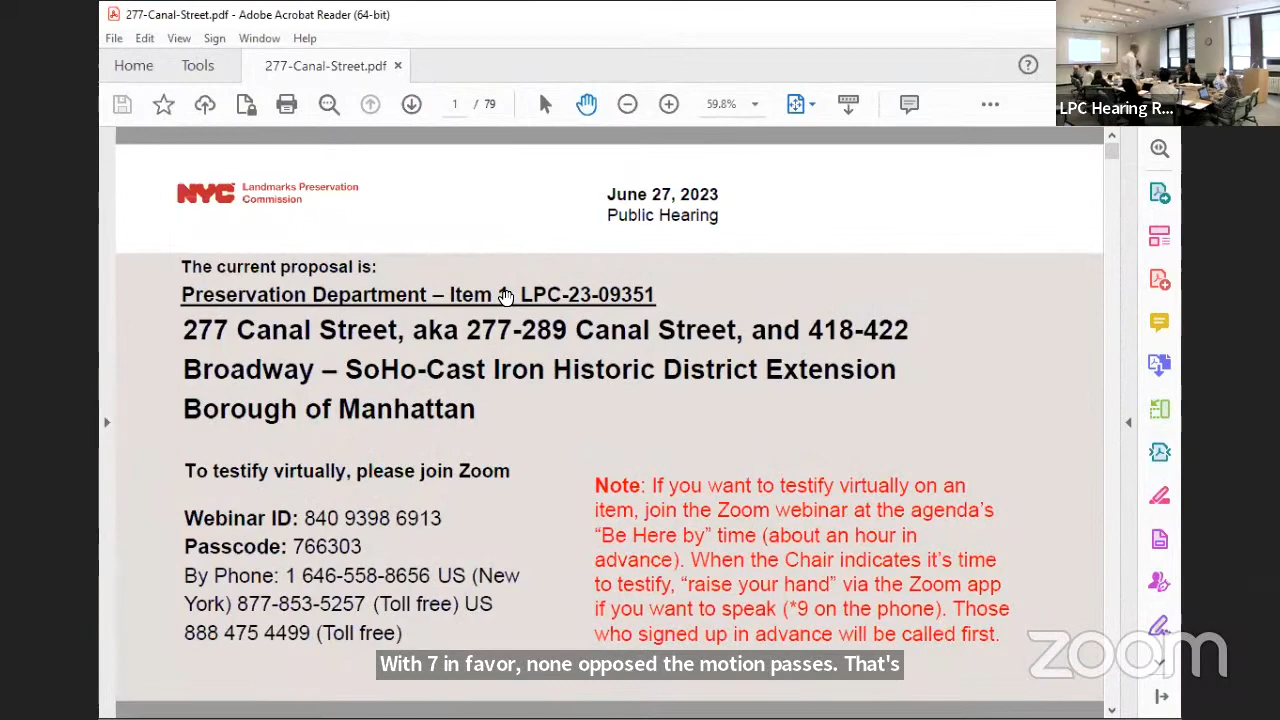 277-Canal-Street.pdf - Adobe Acrobat Reader (64-bit)
File Edit View Sign Window Help
Home Tools 277-Canal-Street.pdf ×
1 / 79 59.8%
LPC Hearing R...
NYC Landmarks Preservation
Commission
June 27, 2023
Public Hearing
The current proposal is:
Preservation Department – Item LPC-23-09351
277 Canal Street, aka 277-289 Canal Street, and 418-422
Broadway – SoHo-Cast Iron Historic District Extension
Borough of Manhattan
To testify virtually, please join Zoom
Webinar ID: 840 9398 6913
Passcode: 766303
By Phone: 1 646-558-8656 US (New
York) 877-853-5257 (Toll free) US
888 475 4499 (Toll free)
Note: If you want to testify virtually on an
item, join the Zoom webinar at the agenda’s
“Be Here by” time (about an hour in
advance). When the Chair indicates it’s time
to testify, “raise your hand” via the Zoom app
if you want to speak (*9 on the phone). Those
who signed up in advance will be called first.
With 7 in favor, none opposed the motion passes. That's
zoom